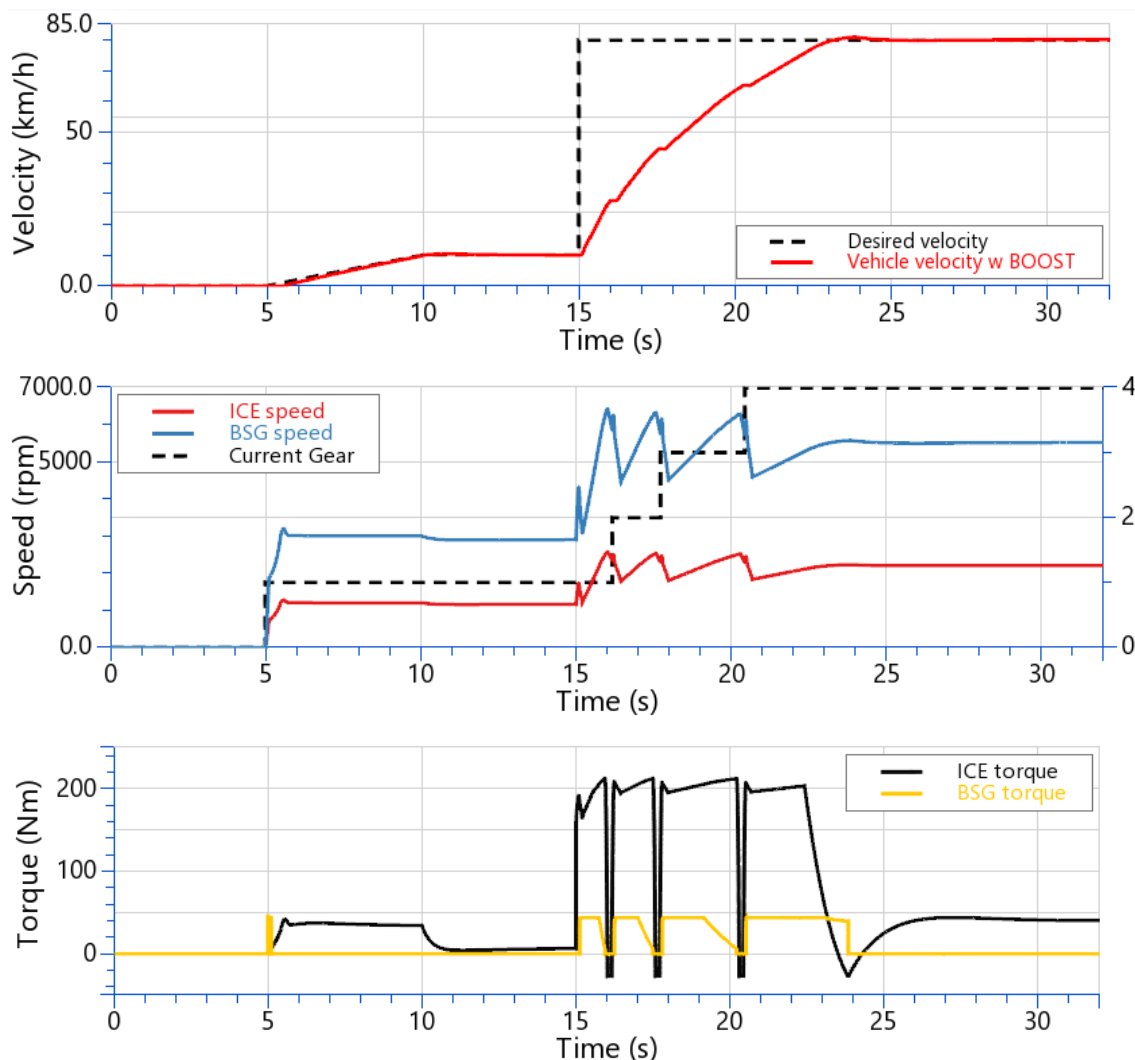 85.0
50
0.0
Velocity (km/h)
Desired velocity
Vehicle velocity w BOOST
0 5 10 15 20 25 30
Time (s)
7000.0
5000
0.0
Speed (rpm)
ICE speed
BSG speed
Current Gear
4
2
0
0 5 10 15 20 25 30
Time (s)
200
100
0
Torque (Nm)
ICE torque
BSG torque
0 5 10 15 20 25 30
Time (s)